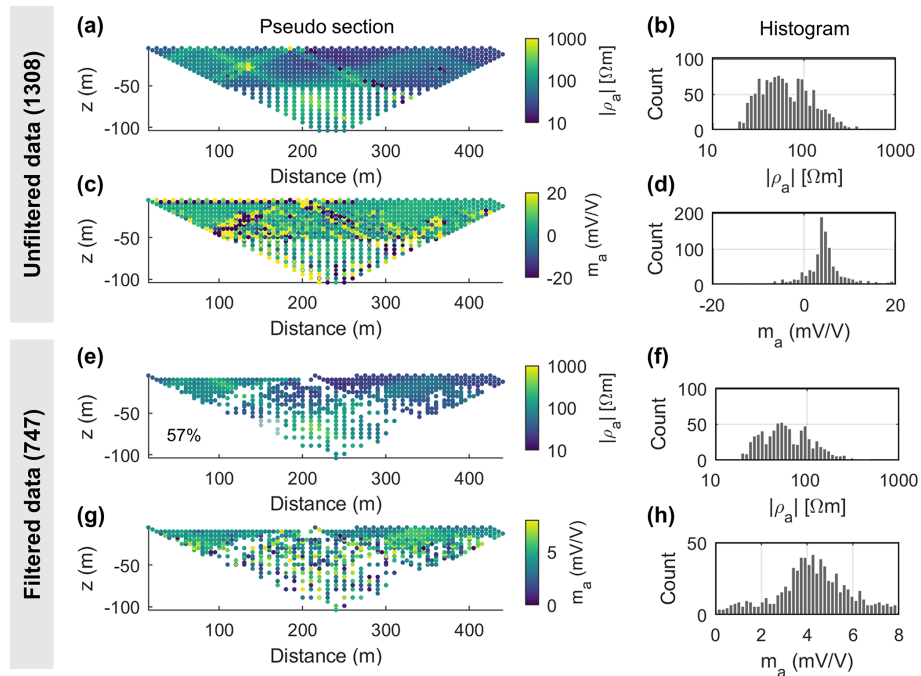 Unfiltered data (1308)
(a)
Pseudo section
z (m)
-50
-100
100
200
300
400
Distance (m)
1000
100
10
|ρa| [Ωm]
(b)
Histogram
Count
100
50
0
10
100
1000
|ρa| [Ωm]
(c)
z (m)
-50
-100
100
200
300
400
Distance (m)
20
0
-20
ma (mV/V)
(d)
Count
200
100
0
-20
0
20
ma (mV/V)
Filtered data (747)
(e)
z (m)
-50
-100
57%
100
200
300
400
Distance (m)
1000
100
10
|ρa| [Ωm]
(f)
Count
100
50
0
10
100
1000
|ρa| [Ωm]
(g)
z (m)
-50
-100
100
200
300
400
Distance (m)
5
0
ma (mV/V)
(h)
Count
50
0
0
2
4
6
8
ma (mV/V)